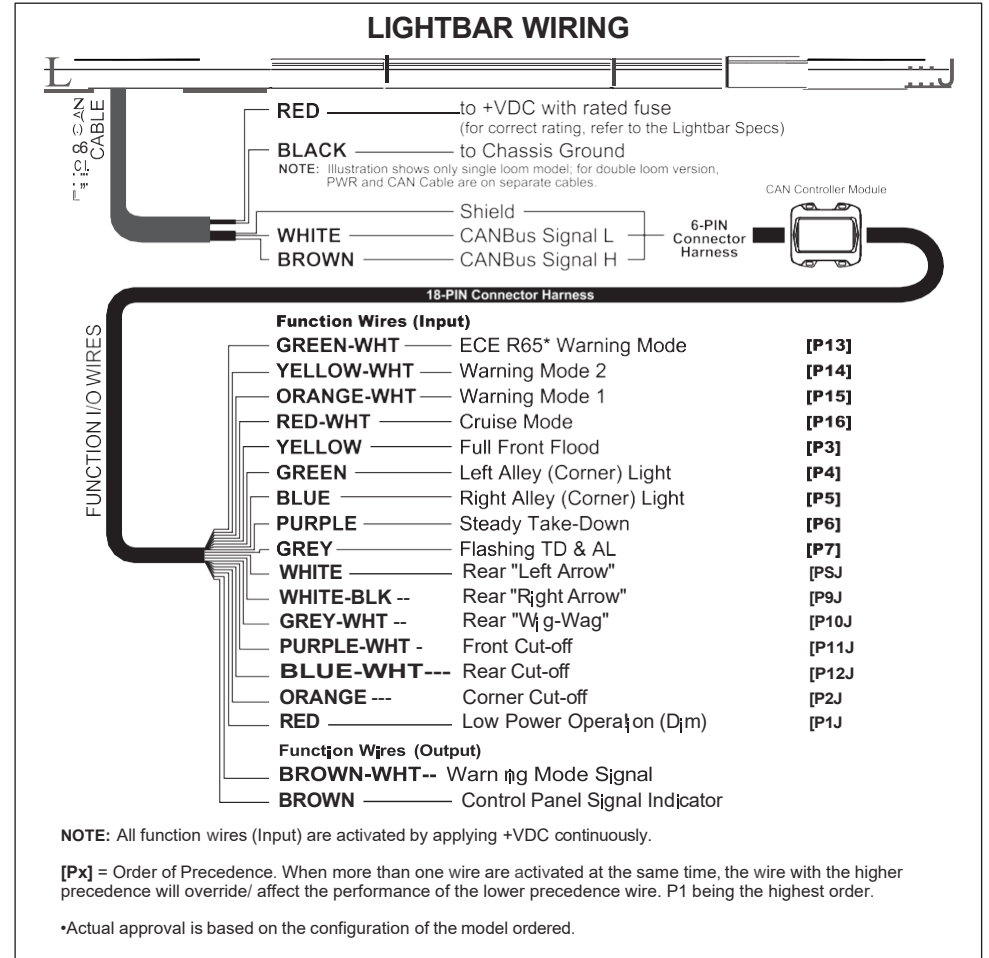 LIGHTBAR WIRING
CABLE
RED to +VDC with rated fuse
(for correct rating, refer to the Lightbar Specs)
BLACK to Chassis Ground
NOTE: Illustration shows only single loom model; for double loom version,
PWR and CAN Cable are on separate cables.
CAN Controller Module
Shield
WHITE CANBus Signal L
BROWN CANBus Signal H
6-PIN
Connector
Harness
18-PIN Connector Harness
FUNCTION I/O WIRES
Function Wires (Input)
GREEN-WHT ECE R65* Warning Mode [P13]
YELLOW-WHT Warning Mode 2 [P14]
ORANGE-WHT Warning Mode 1 [P15]
RED-WHT Cruise Mode [P16]
YELLOW Full Front Flood [P3]
GREEN Left Alley (Corner) Light [P4]
BLUE Right Alley (Corner) Light [P5]
PURPLE Steady Take-Down [P6]
GREY Flashing TD & AL [P7]
WHITE Rear "Left Arrow" [PSJ
WHITE-BLK -- Rear "Right Arrow" [P9J
GREY-WHT -- Rear "Wig-Wag" [P10J
PURPLE-WHT - Front Cut-off [P11J
BLUE-WHT--- Rear Cut-off [P12J
ORANGE --- Corner Cut-off [P2J
RED Low Power Operation (Dim) [P1J
Function Wires (Output)
BROWN-WHT-- Warning Mode Signal
BROWN Control Panel Signal Indicator
NOTE: All function wires (Input) are activated by applying +VDC continuously.
[Px] = Order of Precedence. When more than one wire are activated at the same time, the wire with the higher
precedence will override/ affect the performance of the lower precedence wire. P1 being the highest order.
•Actual approval is based on the configuration of the model ordered.